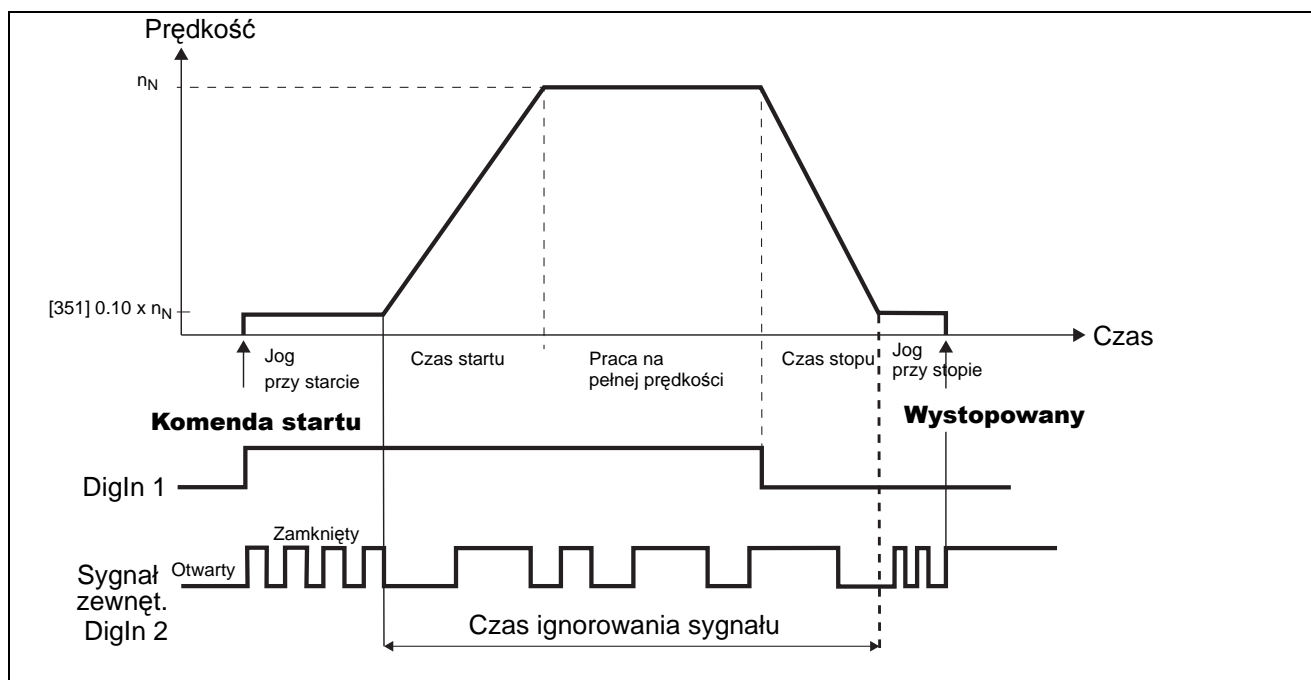 Prędkość
n_N
[351] 0.10 x n_N
Czas
Jog
przy starcie
Czas startu
Praca na
pełnej prędkości
Czas stopu
Jog
przy stopie
Komenda startu
Wystopowany
DigIn 1
Zamknięty
Otwarty
Sygnał
zewnęt.
DigIn 2
Czas ignorowania sygnału